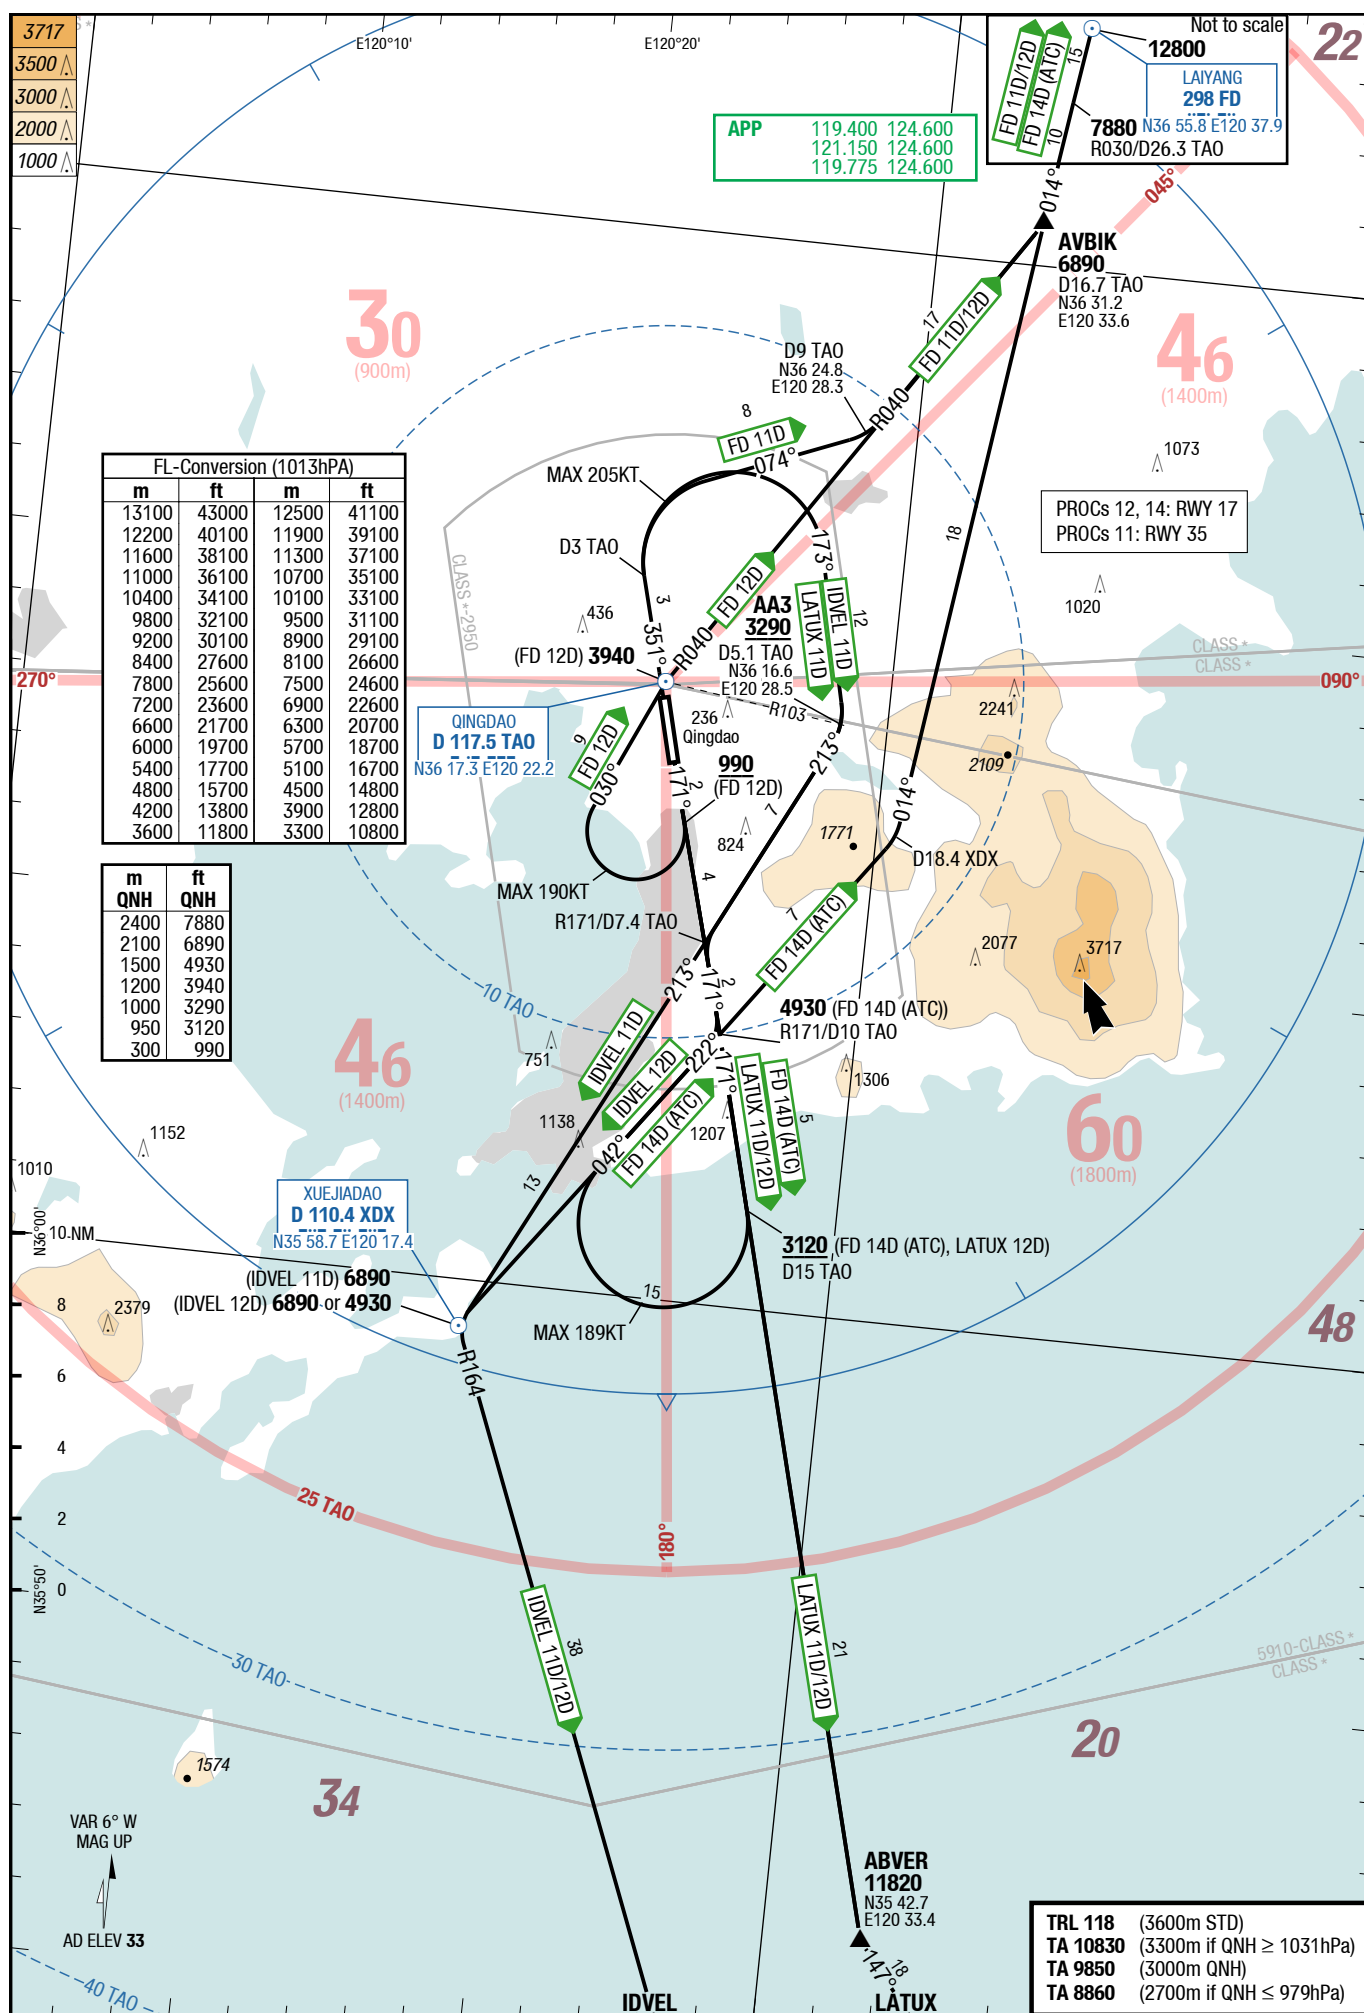 3717
3500
3000
2000
1000
E120°10'
E120°20'
Not to scale
12800
LAIYANG
298 FD
N36 55.8 E120 37.9
7880
R030/D26.3 TAO
FD 11D/12D
FD 14D (ATC)
15
10
014°
22
045°
APP 119.400 124.600
121.150 124.600
119.775 124.600
AVBIK
6890
D16.7 TAO
N36 31.2
E120 33.6
30
(900m)
46
(1400m)
17
FD 11D/12D
D9 TAO
N36 24.8
E120 28.3
R040
8
FD 11D
074°
MAX 205KT
1073
FL-Conversion (1013hPA)
m ft m ft
13100 43000 12500 41100
12200 40100 11900 39100
11600 38100 11300 37100
11000 36100 10700 35100
10400 34100 10100 33100
9800 32100 9500 31100
9200 30100 8900 29100
8400 27600 8100 26600
7800 25600 7500 24600
7200 23600 6900 22600
6600 21700 6300 20700
6000 19700 5700 18700
5400 17700 5100 16700
4800 15700 4500 14800
4200 13800 3900 12800
3600 11800 3300 10800
PROCs 12, 14: RWY 17
PROCs 11: RWY 35
CLASS *-2950
D3 TAO
173°
18
3
FD 12D
436
351°
R040
AA3
3290
D5.1 TAO
N36 16.6
E120 28.5
LATUX 11D
IDVEL 11D
12
1020
(FD 12D) 3940
CLASS *
CLASS *
270°
090°
R103
QINGDAO
D 117.5 TAO
N36 17.3 E120 22.2
236
Qingdao
2241
2109
9
FD 12D
030°
171°
2
990
(FD 12D)
213°
7
014°
824
1771
D18.4 XDX
m ft
QNH QNH
2400 7880
2100 6890
1500 4930
1200 3940
1000 3290
950 3120
300 990
MAX 190KT
4
R171/D7.4 TAO
7
FD 14D (ATC)
2077
3717
213°
171°
2
10 TAO
4930 (FD 14D (ATC))
R171/D10 TAO
46
(1400m)
751
IDVEL 11D
IDVEL 12D
222°
171°
LATUX 11D/12D
FD 14D (ATC)
5
1306
1138
042°
FD 14D (ATC)
1207
60
(1800m)
1152
1010
13
XUEJIADAO
D 110.4 XDX
N35 58.7 E120 17.4
N36°00'
10 NM
3120 (FD 14D (ATC), LATUX 12D)
D15 TAO
(IDVEL 11D) 6890
(IDVEL 12D) 6890 or 4930
15
MAX 189KT
8
2379
48
R164
6
4
25 TAO
2
180°
N35°50'
0
IDVEL 11D/12D
38
LATUX 11D/12D
21
30 TAO
5910-CLASS *
CLASS *
20
1574
34
VAR 6° W
MAG UP
AD ELEV 33
ABVER
11820
N35 42.7
E120 33.4
147°
18
40 TAO
IDVEL
LATUX
TRL 118 (3600m STD)
TA 10830 (3300m if QNH ≥ 1031hPa)
TA 9850 (3000m QNH)
TA 8860 (2700m if QNH ≤ 979hPa)